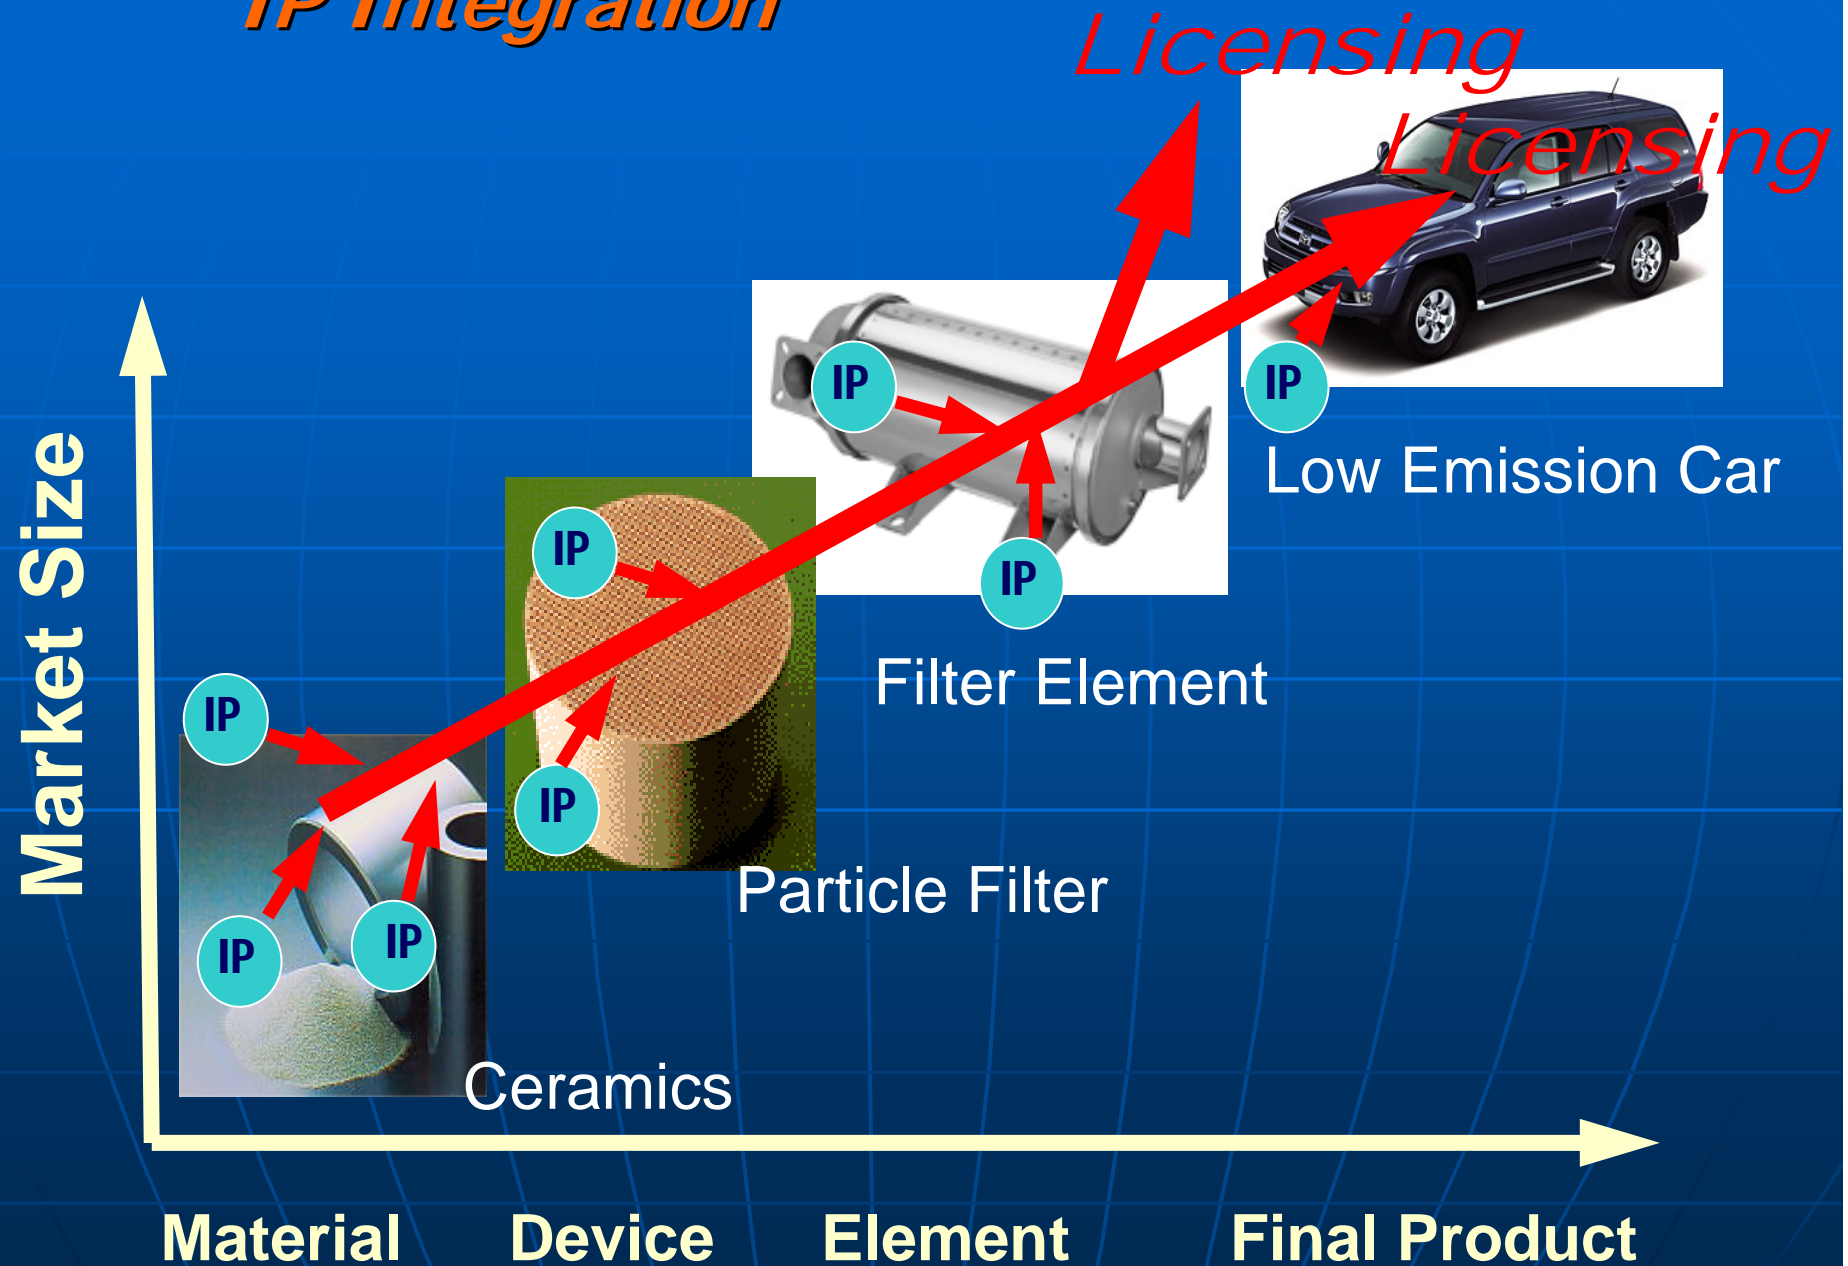 IP Integration
Licensing
Licensing
IP
IP
Low Emission Car
IP
IP
Filter Element
IP
IP
Particle Filter
IP
IP
IP
Ceramics
Market Size
Material Device Element Final Product